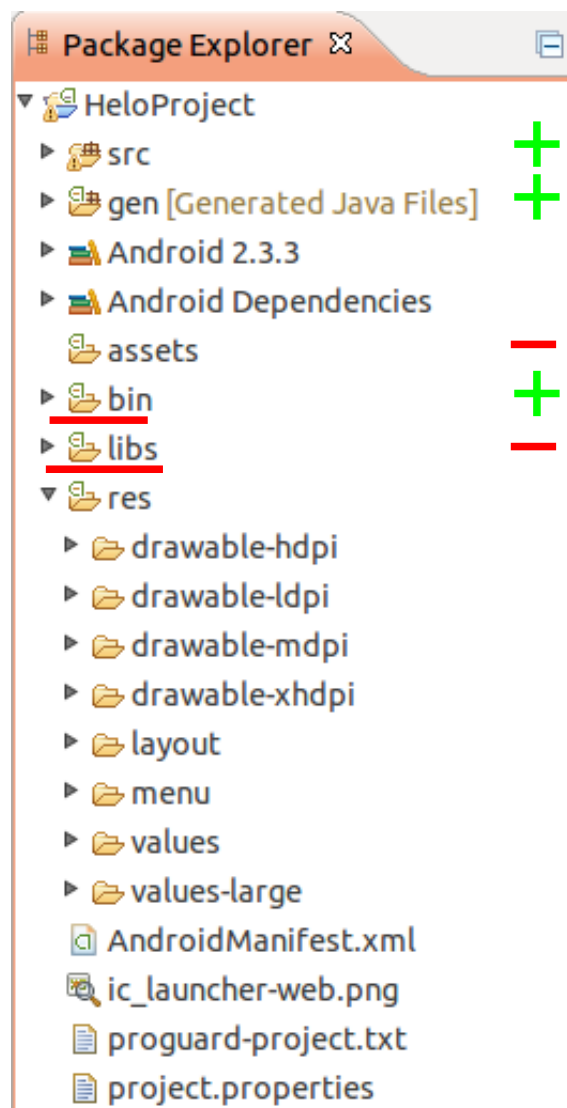 Package Explorer
HeloProject
src
gen [Generated Java Files]
Android 2.3.3
Android Dependencies
assets
bin
libs
res
drawable-hdpi
drawable-ldpi
drawable-mdpi
drawable-xhdpi
layout
menu
values
values-large
AndroidManifest.xml
ic_launcher-web.png
proguard-project.txt
project.properties